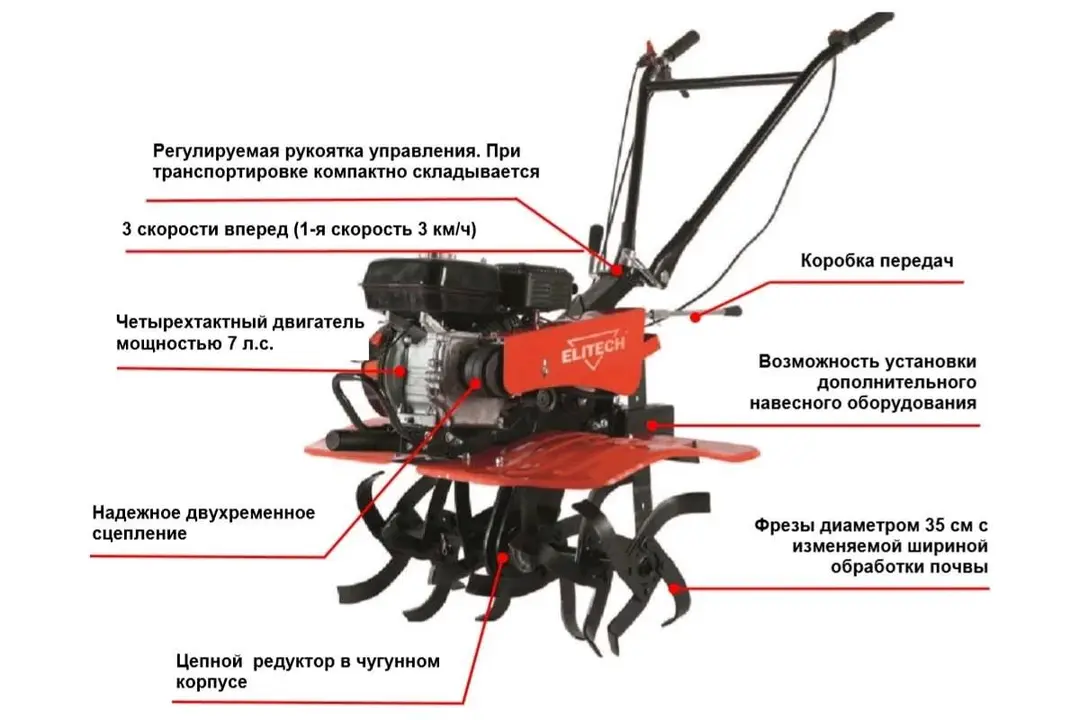 Регулируемая рукоятка управления. При
транспортировке компактно складывается
3 скорости вперед (1-я скорость 3 км/ч)
Коробка передач
Четырехтактный двигатель
мощностью 7 л.с.
ELITECH
Возможность установки
дополнительного
навесного оборудования
Надежное двухременное
сцепление
Фрезы диаметром 35 см с
изменяемой шириной
обработки почвы
Цепной редуктор в чугунном
корпусе